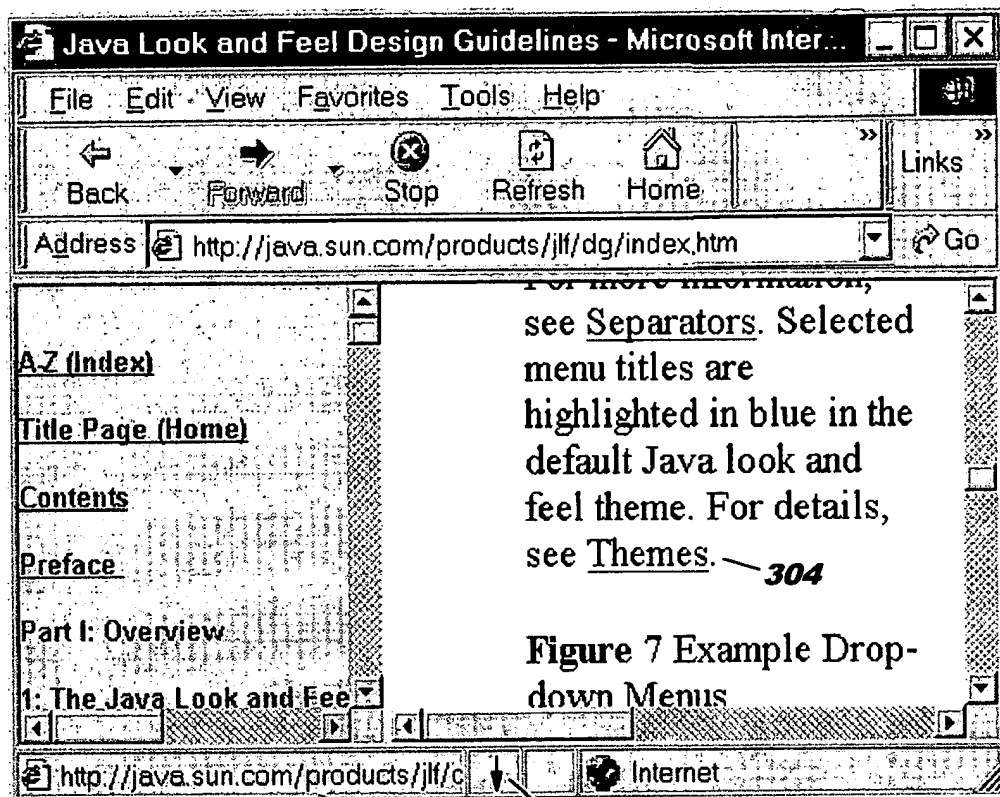 Java Look and Feel Design Guidelines - Microsoft Inter...
File Edit View Favorites Tools Help
Back Forward Stop Refresh Home » Links »
Address http://java.sun.com/products/jlf/dg/index.htm Go
A-Z (Index)
Title Page (Home)
Contents
Preface
Part I: Overview
1: The Java Look and Fee
For more information,
see Separators. Selected
menu titles are
highlighted in blue in the
default Java look and
feel theme. For details,
see Themes.
304
Figure 7 Example Drop-
down Menus
http://java.sun.com/products/jlf/c Internet